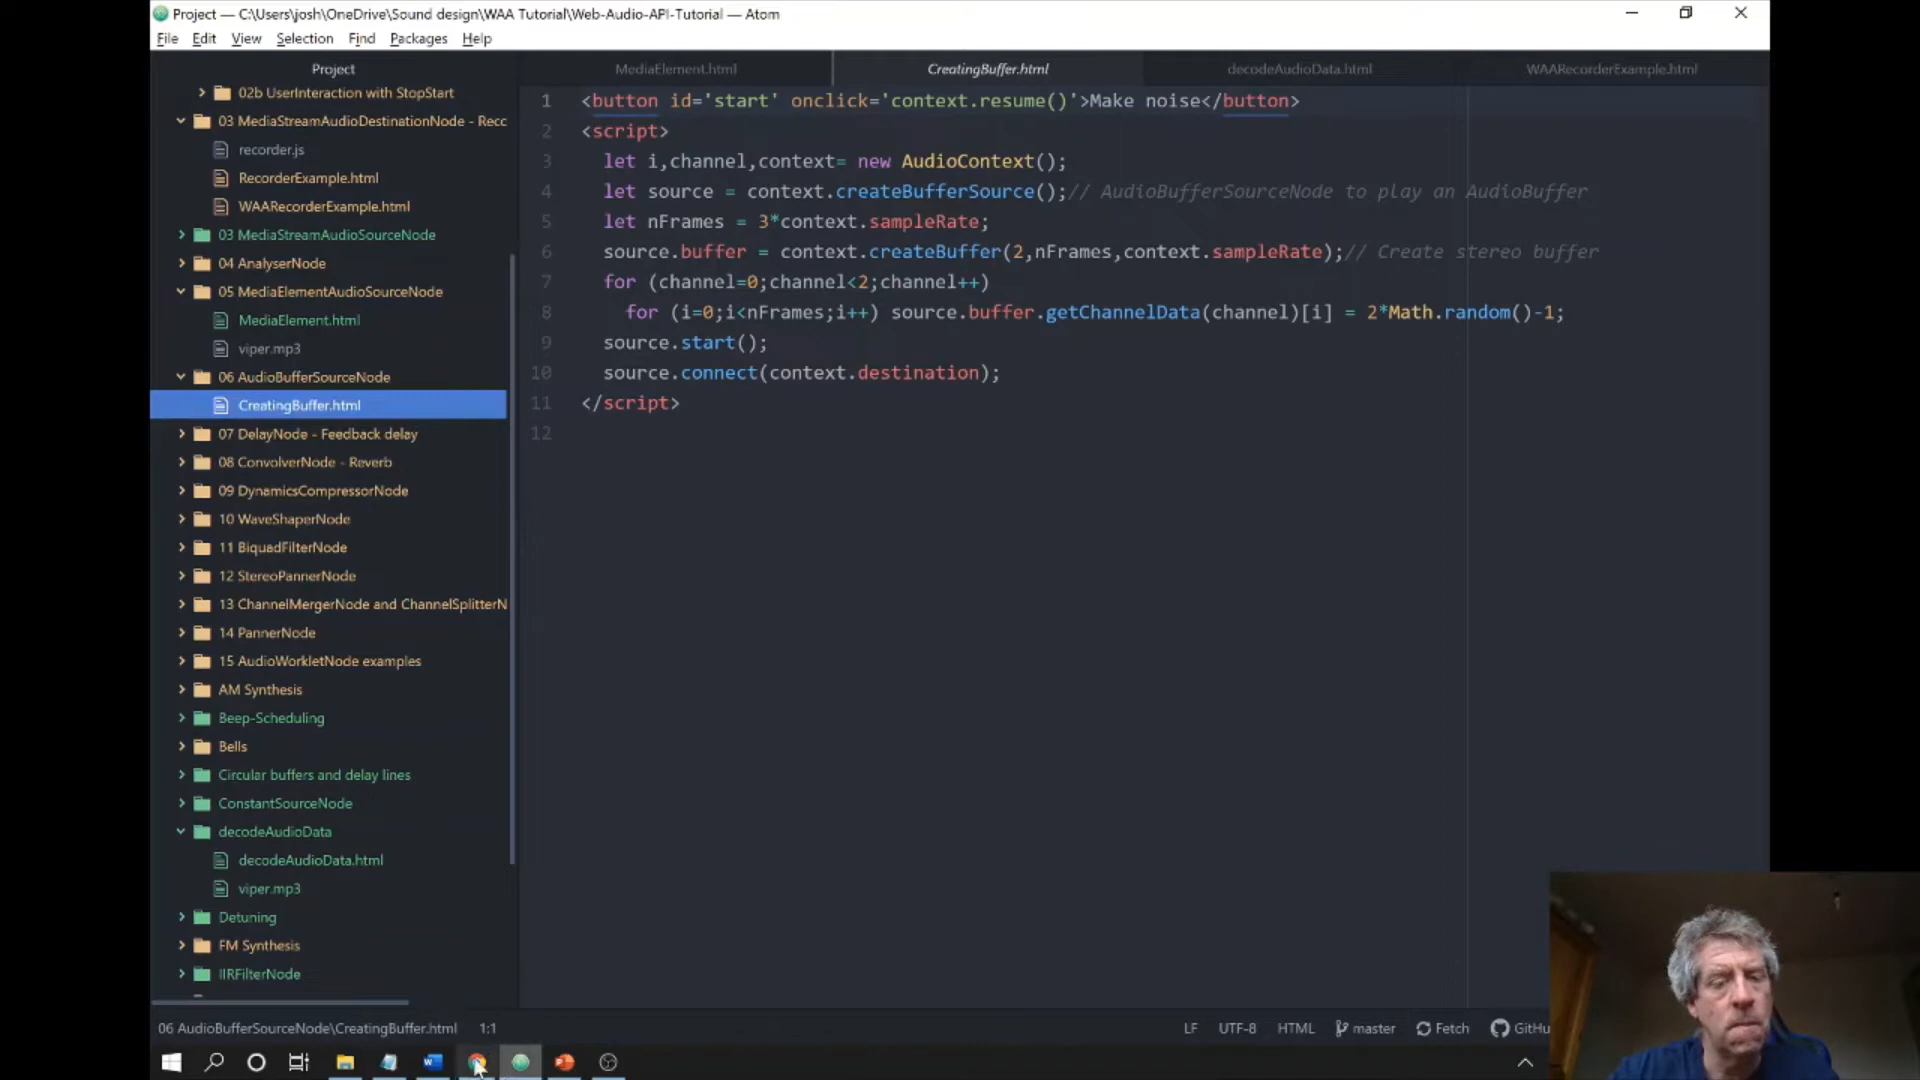 Project — C:\Users\josh\OneDrive\Sound design\WAA Tutorial\Web-Audio-API-Tutorial — Atom
File Edit View Selection Find Packages Help
Project
MediaElement.html CreatingBuffer.html decodeAudioData.html WAARecorderExample.html
02b UserInteraction with StopStart
03 MediaStreamAudioDestinationNode - Recc
recorder.js
RecorderExample.html
WAARecorderExample.html
03 MediaStreamAudioSourceNode
04 AnalyserNode
05 MediaElementAudioSourceNode
MediaElement.html
viper.mp3
06 AudioBufferSourceNode
CreatingBuffer.html
07 DelayNode - Feedback delay
08 ConvolverNode - Reverb
09 DynamicsCompressorNode
10 WaveShaperNode
11 BiquadFilterNode
12 StereoPannerNode
13 ChannelMergerNode and ChannelSplitterN
14 PannerNode
15 AudioWorkletNode examples
AM Synthesis
Beep-Scheduling
Bells
Circular buffers and delay lines
ConstantSourceNode
decodeAudioData
decodeAudioData.html
viper.mp3
Detuning
FM Synthesis
IIRFilterNode
1 <button id='start' onclick='context.resume()'>Make noise</button>
2 <script>
3 let i,channel,context= new AudioContext();
4 let source = context.createBufferSource();// AudioBufferSourceNode to play an AudioBuffer
5 let nFrames = 3*context.sampleRate;
6 source.buffer = context.createBuffer(2,nFrames,context.sampleRate);// Create stereo buffer
7 for (channel=0;channel<2;channel++)
8 for (i=0;i<nFrames;i++) source.buffer.getChannelData(channel)[i] = 2*Math.random()-1;
9 source.start();
10 source.connect(context.destination);
11 </script>
12
06 AudioBufferSourceNode\CreatingBuffer.html 1:1 LF UTF-8 HTML master Fetch GitHu